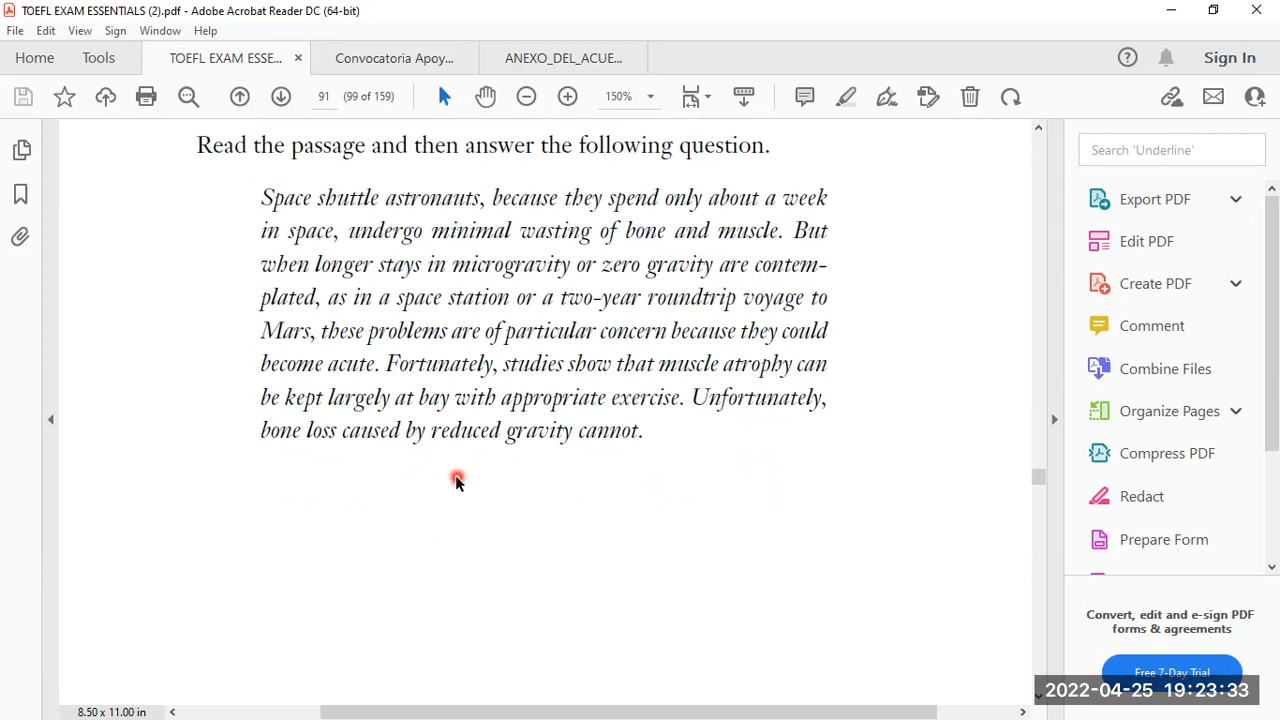 TOEFL EXAM ESSENTIALS (2).pdf - Adobe Acrobat Reader DC (64-bit)
File Edit View Sign Window Help
Home Tools TOEFL EXAM ESSE... × Convocatoria Apoy... ANEXO_DEL_ACUE... Sign In
91 (99 of 159) 150%
Read the passage and then answer the following question.
Space shuttle astronauts, because they spend only about a week
in space, undergo minimal wasting of bone and muscle. But
when longer stays in microgravity or zero gravity are contem-
plated, as in a space station or a two-year roundtrip voyage to
Mars, these problems are of particular concern because they could
become acute. Fortunately, studies show that muscle atrophy can
be kept largely at bay with appropriate exercise. Unfortunately,
bone loss caused by reduced gravity cannot.
Search 'Underline'
Export PDF
Edit PDF
Create PDF
Comment
Combine Files
Organize Pages
Compress PDF
Redact
Prepare Form
Convert, edit and e-sign PDF
forms & agreements
Free 7-Day Trial
2022-04-25 19:23:33
8.50 x 11.00 in